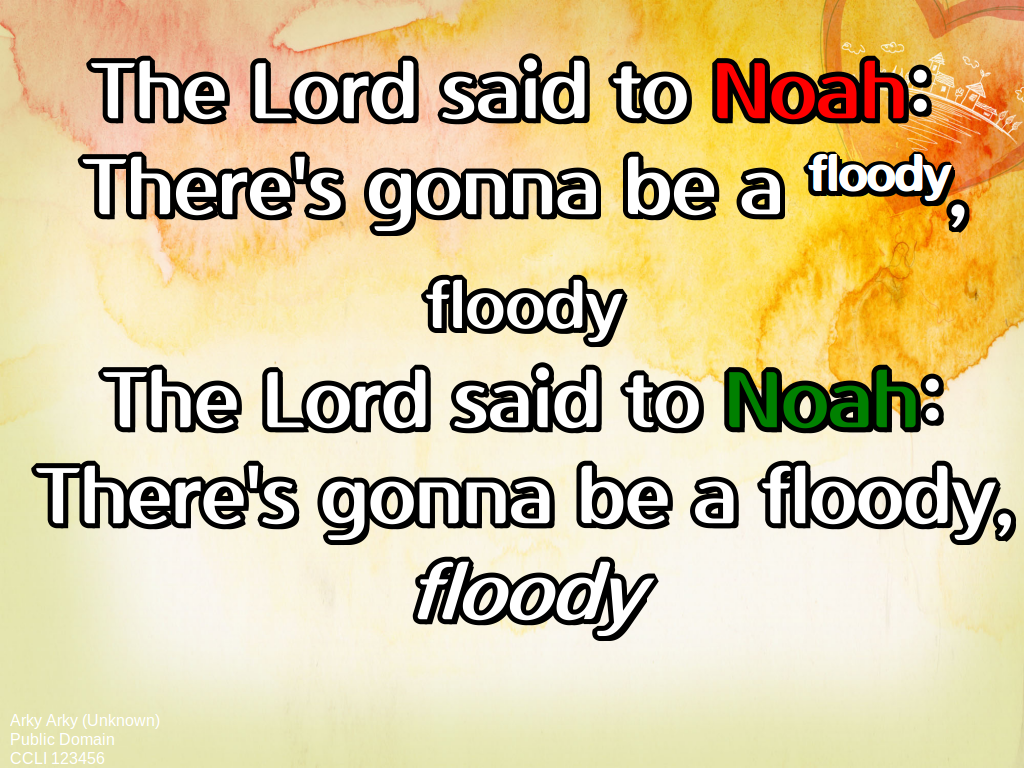 The Lord said to Noah:
There's gonna be a floody,
floody
The Lord said to Noah:
There's gonna be a floody,
floody
Arky Arky (Unknown)
Public Domain
CCLI 123456